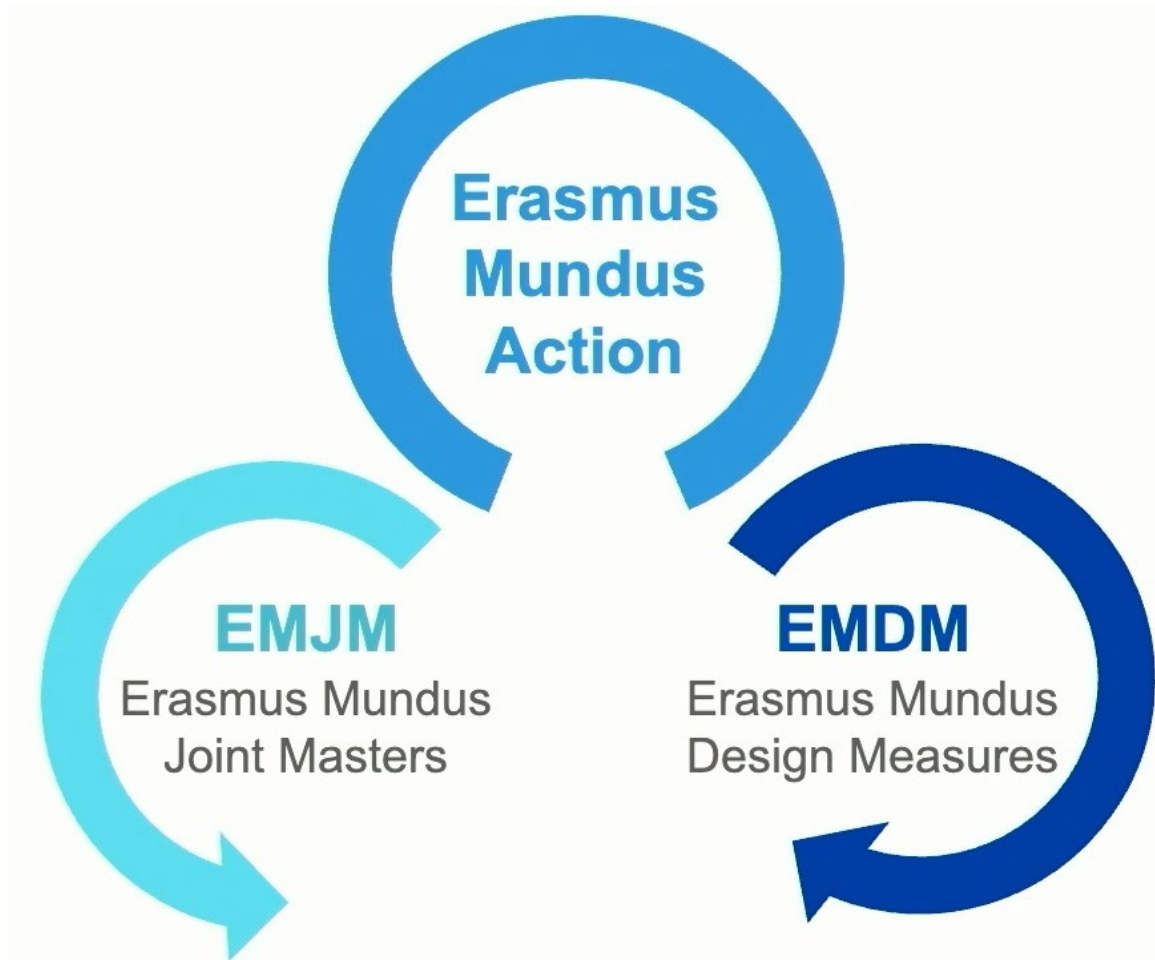 Erasmus
Mundus
Action
EMJM
Erasmus Mundus
Joint Masters
EMDM
Erasmus Mundus
Design Measures